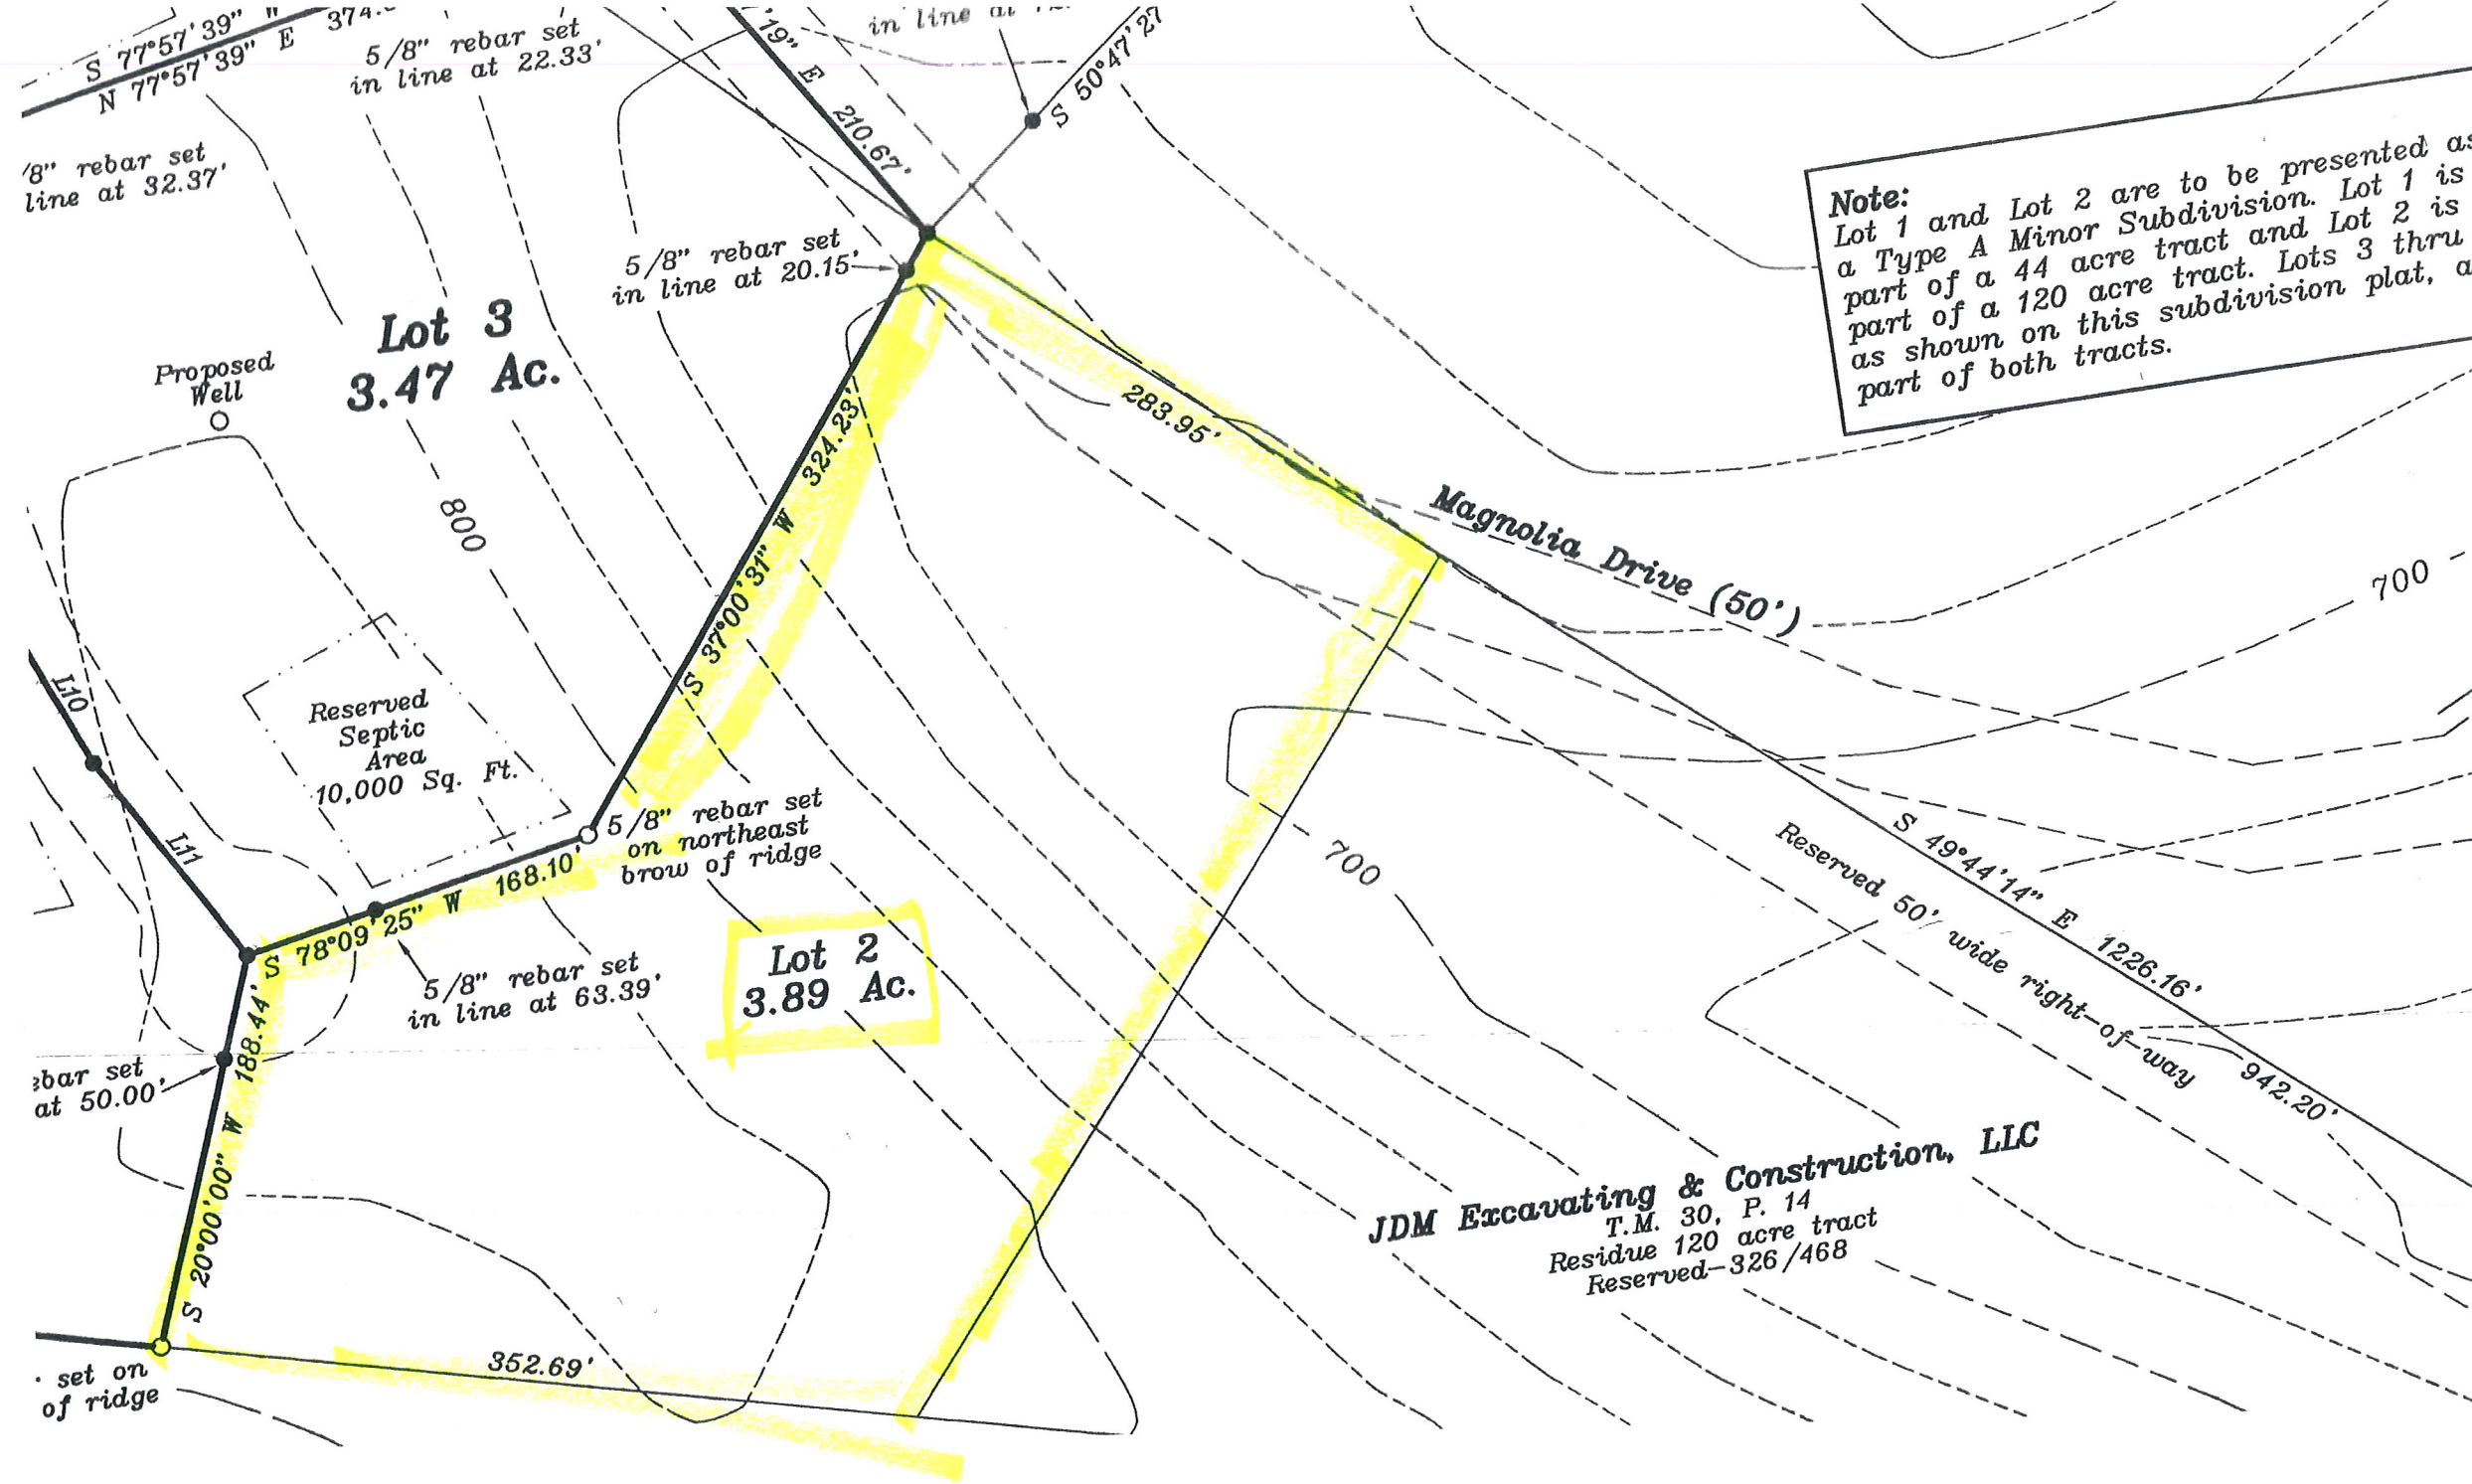 S 77°57'39" W
N 77°57'39" E 374.
5/8" rebar set
in line at 22.33'
/8" rebar set
line at 32.37'
'19" E 210.67'
in line at
S 50°47'27
Note:
Lot 1 and Lot 2 are to be presented as
a Type A Minor Subdivision. Lot 1 is
part of a 44 acre tract and Lot 2 is
part of a 120 acre tract. Lots 3 thru
as shown on this subdivision plat, a
part of both tracts.
5/8" rebar set
in line at 20.15'
Lot 3
3.47 Ac.
Proposed
Well
283.95'
S 37°00'31" W 324.23'
800
Magnolia Drive (50')
700
L10
Reserved
Septic
Area
10,000 Sq. Ft.
L11
5/8" rebar set
on northeast
brow of ridge
S 78°09'25" W 168.10'
700
S 49°44'14" E 1226.16'
Reserved 50' wide right-of-way
942.20'
Lot 2
3.89 Ac.
5/8" rebar set
in line at 63.39'
ebar set
at 50.00'
S 20°00'00" W 188.44'
JDM Excavating & Construction, LLC
T.M. 30, P. 14
Residue 120 acre tract
Reserved-326/468
352.69'
set on
of ridge